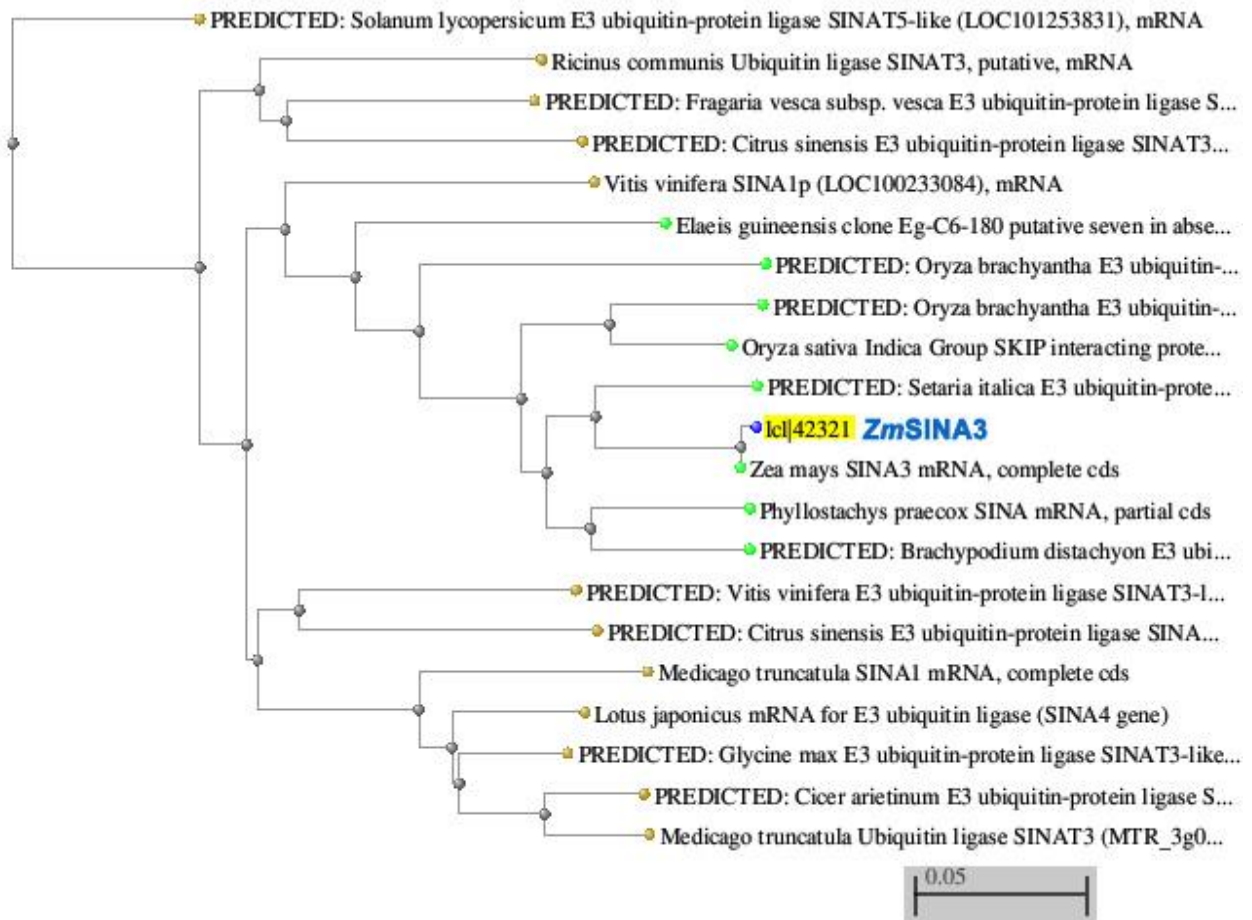 PREDICTED: Solanum lycopersicum E3 ubiquitin-protein ligase SINAT5-like (LOC101253831), mRNA
Ricinus communis Ubiquitin ligase SINAT3, putative, mRNA
PREDICTED: Fragaria vesca subsp. vesca E3 ubiquitin-protein ligase S...
PREDICTED: Citrus sinensis E3 ubiquitin-protein ligase SINAT3...
Vitis vinifera SINA1p (LOC100233084), mRNA
Elaeis guineensis clone Eg-C6-180 putative seven in abse...
PREDICTED: Oryza brachyantha E3 ubiquitin-...
PREDICTED: Oryza brachyantha E3 ubiquitin-...
Oryza sativa Indica Group SKIP interacting prote...
PREDICTED: Setaria italica E3 ubiquitin-prote...
lcl|42321 ZmSINA3
Zea mays SINA3 mRNA, complete cds
Phyllostachys praecox SINA mRNA, partial cds
PREDICTED: Brachypodium distachyon E3 ubi...
PREDICTED: Vitis vinifera E3 ubiquitin-protein ligase SINAT3-l...
PREDICTED: Citrus sinensis E3 ubiquitin-protein ligase SINA...
Medicago truncatula SINA1 mRNA, complete cds
Lotus japonicus mRNA for E3 ubiquitin ligase (SINA4 gene)
PREDICTED: Glycine max E3 ubiquitin-protein ligase SINAT3-like...
PREDICTED: Cicer arietinum E3 ubiquitin-protein ligase S...
Medicago truncatula Ubiquitin ligase SINAT3 (MTR_3g0...
0.05